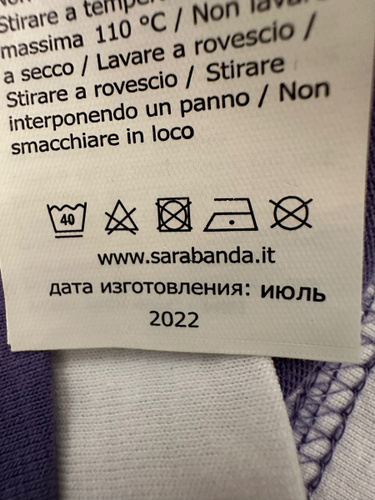 Stirare a
massima 110 °C / Non lavare
a secco / Lavare a rovescio /
Stirare a rovescio / Stirare
interponendo un panno / Non
smacchiare in loco
40
www.sarabanda.it
дата изготовления: июль
2022